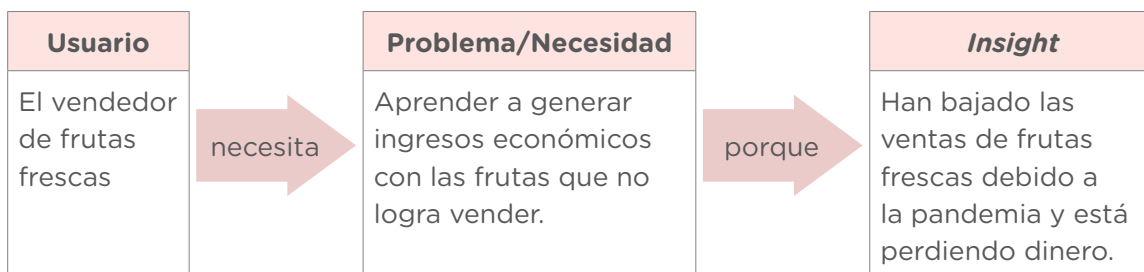 Usuario
El vendedor
de frutas
frescas
necesita
Problema/Necesidad
Aprender a generar
ingresos económicos
con las frutas que no
logra vender.
porque
Insight
Han bajado las
ventas de frutas
frescas debido a
la pandemia y está
perdiendo dinero.